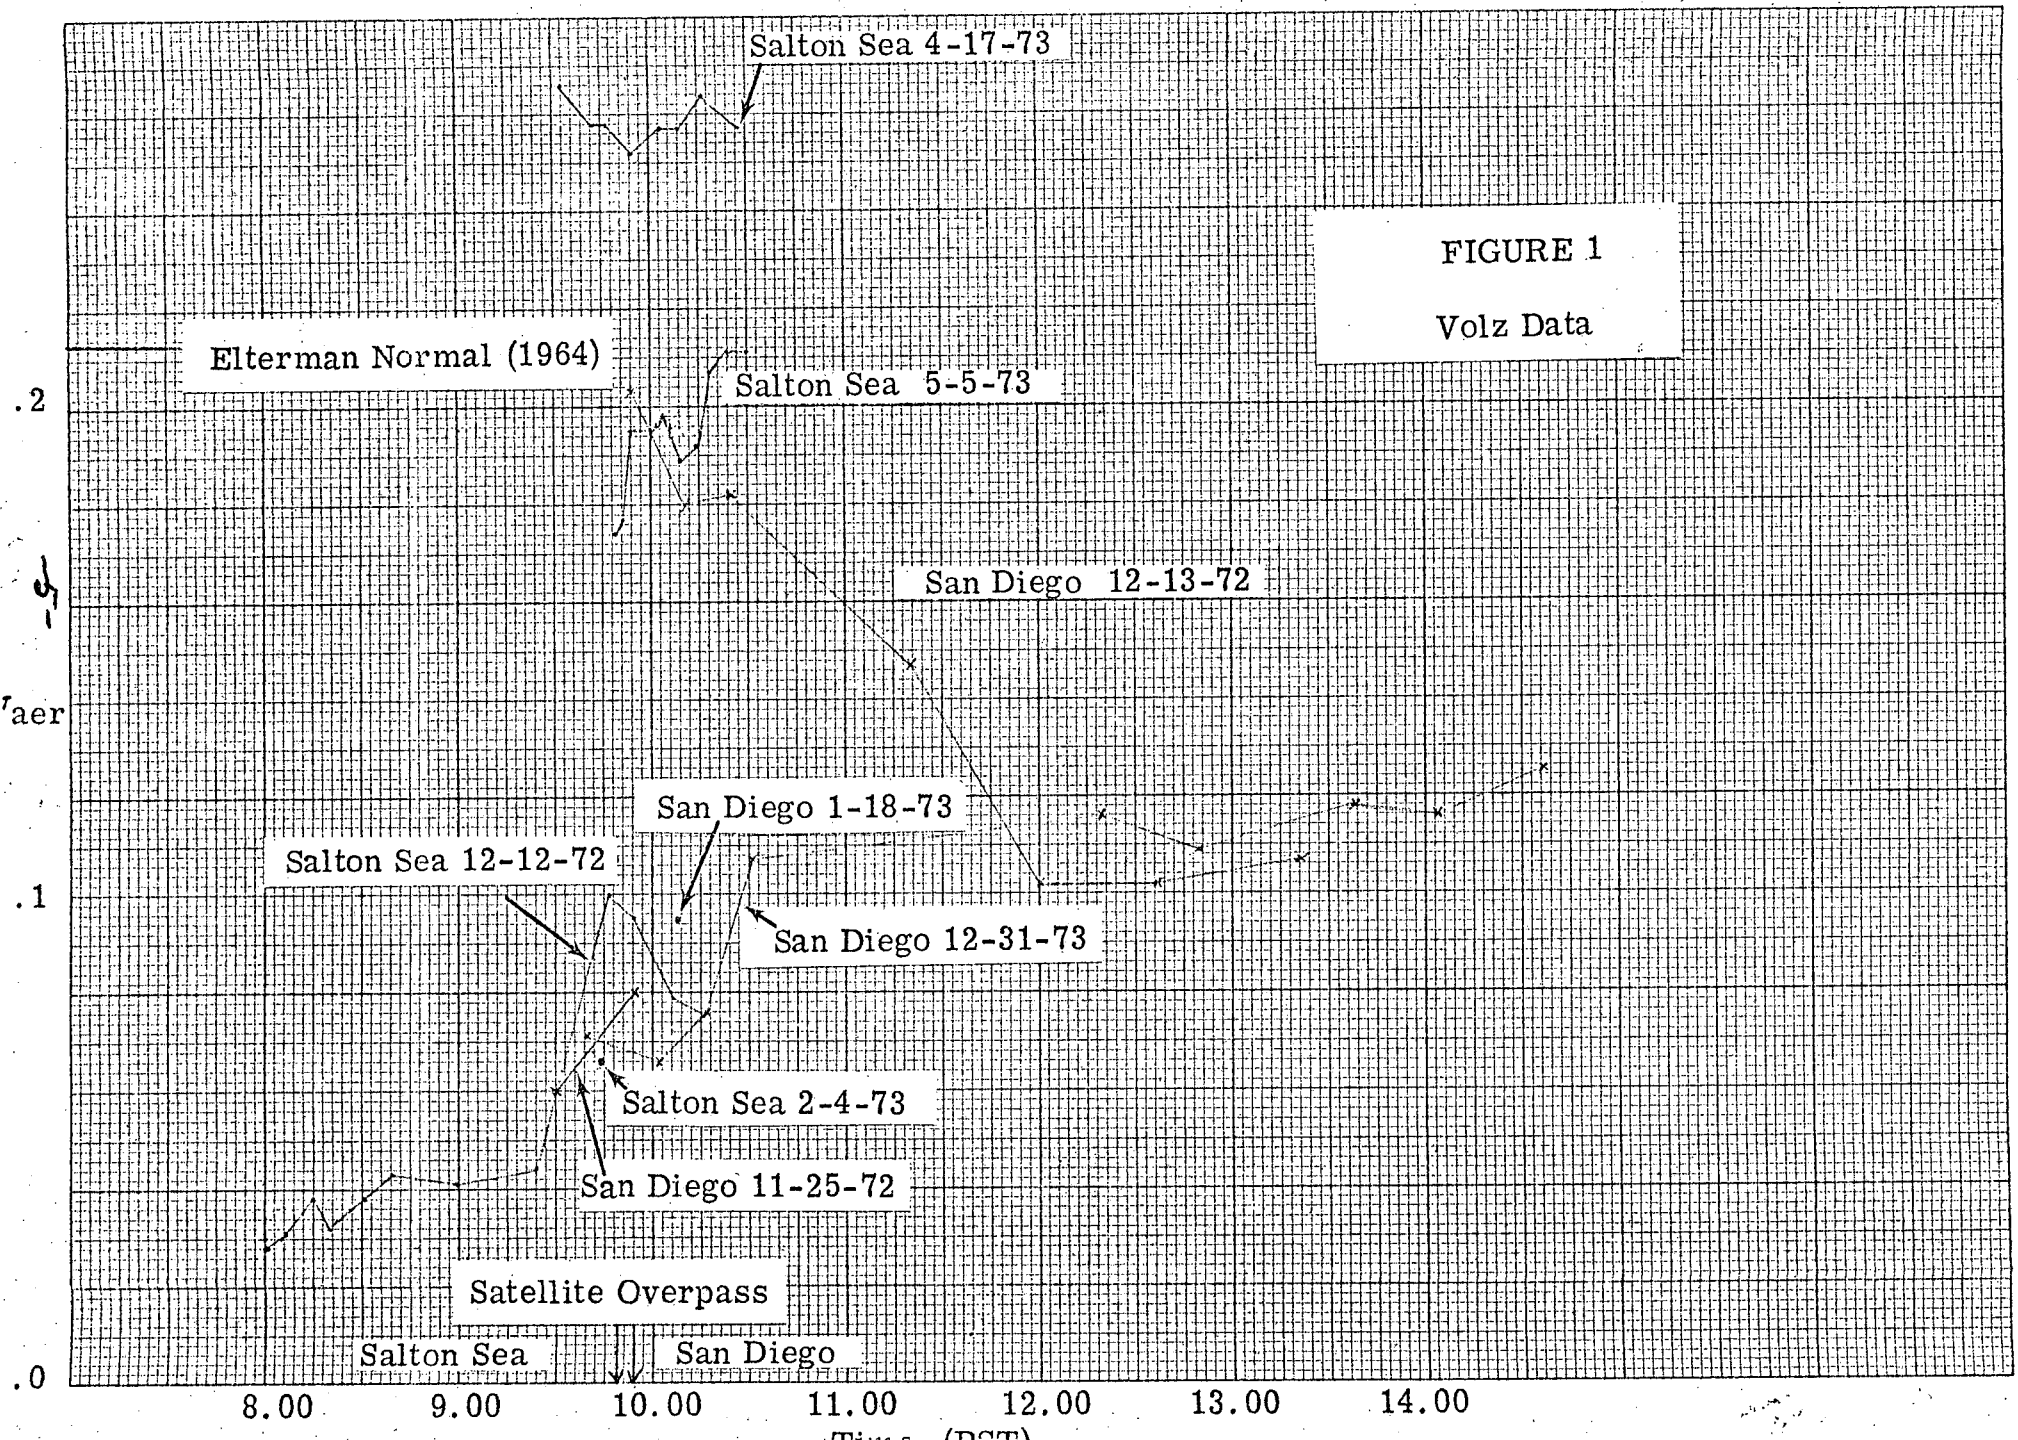 Salton Sea 4-17-73
FIGURE 1
Volz Data
Elterman Normal (1964)
Salton Sea 5-5-73
.2
San Diego 12-13-72
τaer
San Diego 1-18-73
Salton Sea 12-12-72
.1
San Diego 12-31-73
Salton Sea 2-4-73
San Diego 11-25-72
Satellite Overpass
Salton Sea
San Diego
.0
8.00 9.00 10.00 11.00 12.00 13.00 14.00
Time (PST)